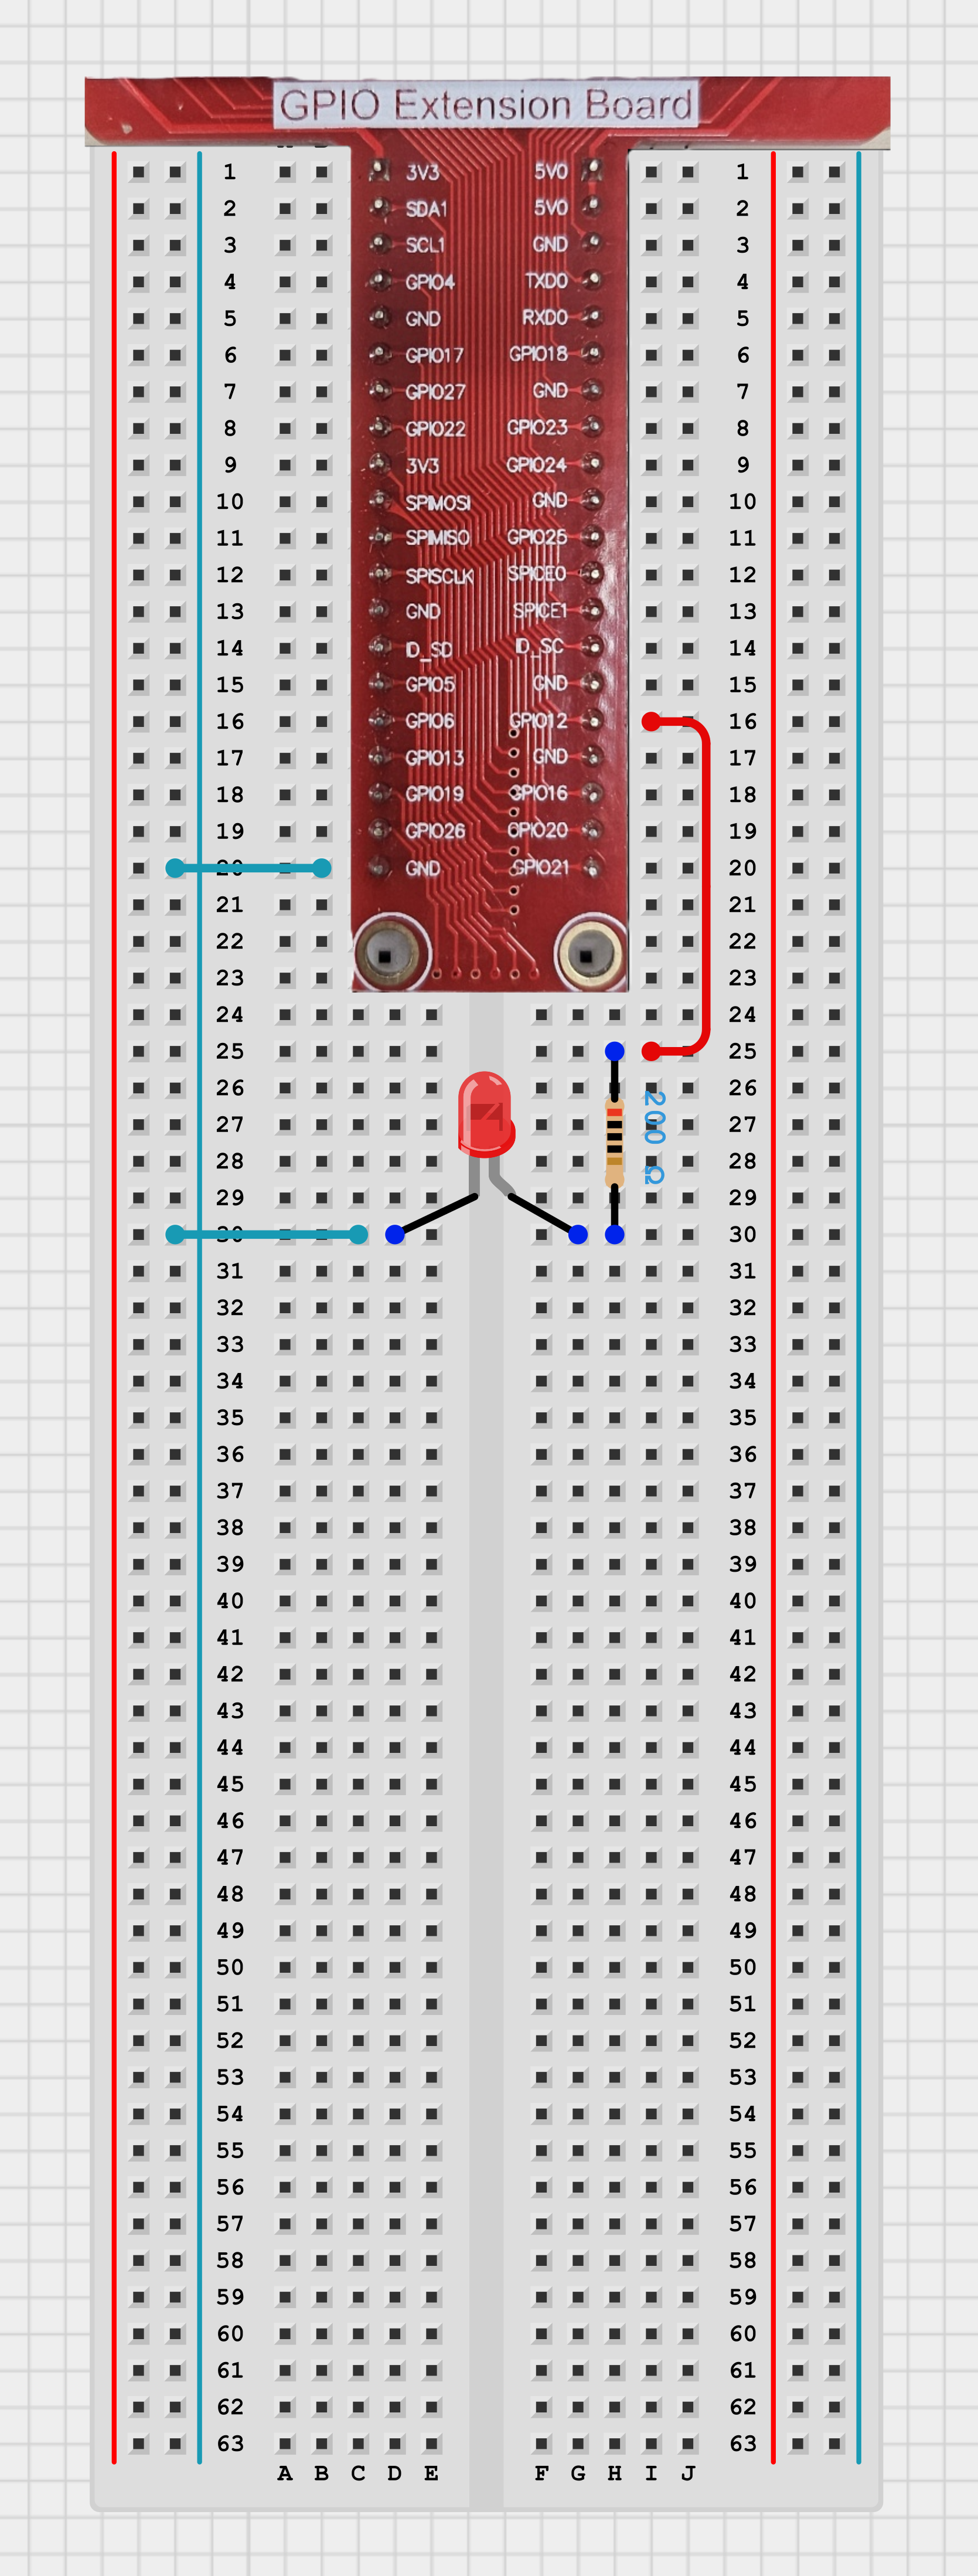 GPIO Extension Board
1 3V3 5V0 1
2 SDA1 5V0 2
3 SCL1 GND 3
4 GPIO4 TXD0 4
5 GND RXD0 5
6 GPIO17 GPIO18 6
7 GPIO27 GND 7
8 GPIO22 GPIO23 8
9 3V3 GPIO24 9
10 SPIMOSI GND 10
11 SPIMISO GPIO25 11
12 SPISCLK SPICE0 12
13 GND SPICE1 13
14 ID_SD ID_SC 14
15 GPIO5 GND 15
16 GPIO6 GPIO12 16
17 GPIO13 GND 17
18 GPIO19 GPIO16 18
19 GPIO26 GPIO20 19
20 GND GPIO21 20
21 21
22 22
23 23
24 24
25 25
26 26
200 Ω
27 27
28 28
29 29
30 30
31 31
32 32
33 33
34 34
35 35
36 36
37 37
38 38
39 39
40 40
41 41
42 42
43 43
44 44
45 45
46 46
47 47
48 48
49 49
50 50
51 51
52 52
53 53
54 54
55 55
56 56
57 57
58 58
59 59
60 60
61 61
62 62
63 63
A B C D E F G H I J